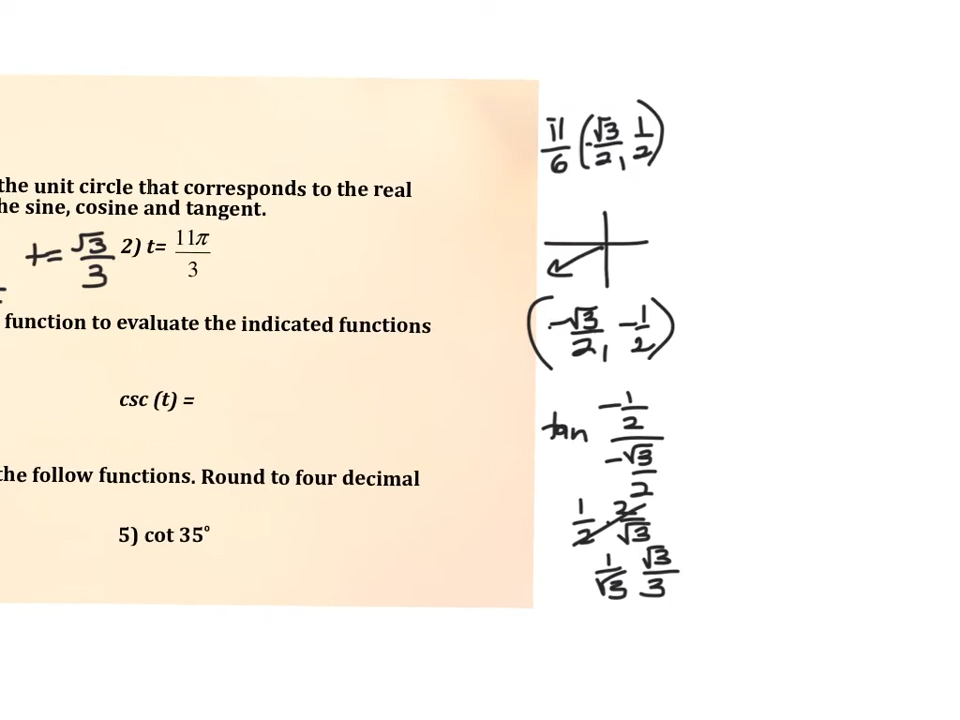 the unit circle that corresponds to the real
he sine, cosine and tangent.
t= √3/3 2) t= 11π/3
function to evaluate the indicated functions
csc (t) =
the follow functions. Round to four decimal
5) cot 35°
π/6 (-√3/2, 1/2)
(-√3/2, -1/2)
tan (-1/2)/(-√3/2)
1/2 · 2/√3
1/√3 √3/3